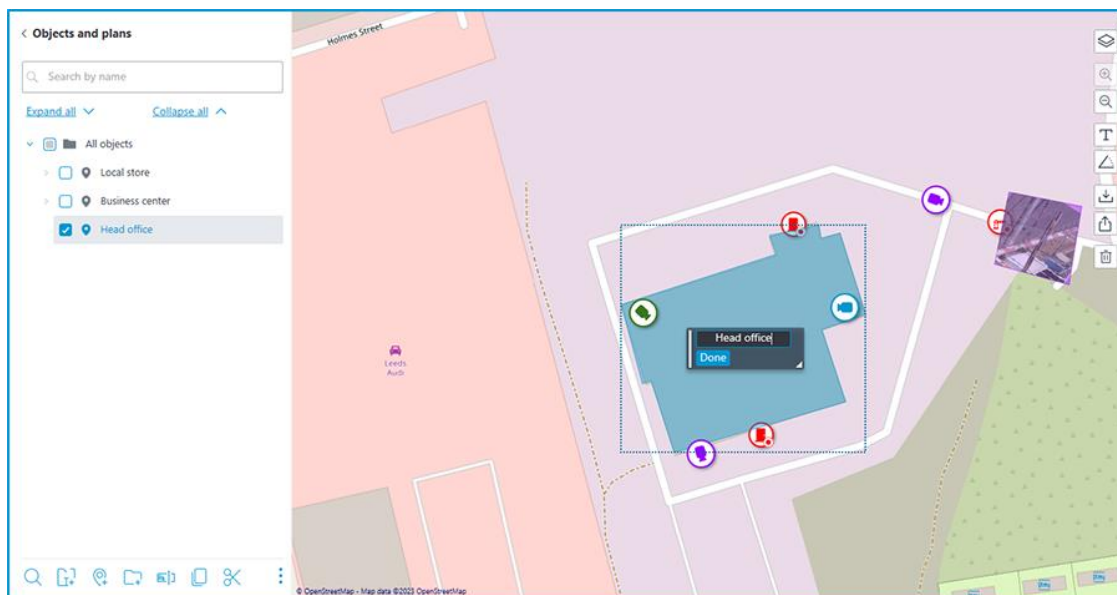 Objects and plans
Search by name
Expand all
Collapse all
All objects
Local store
Business center
Head office
Holmes Street
Leeds
Audi
Head office
Done
© OpenStreetMap - Map data ©2023 OpenStreetMap